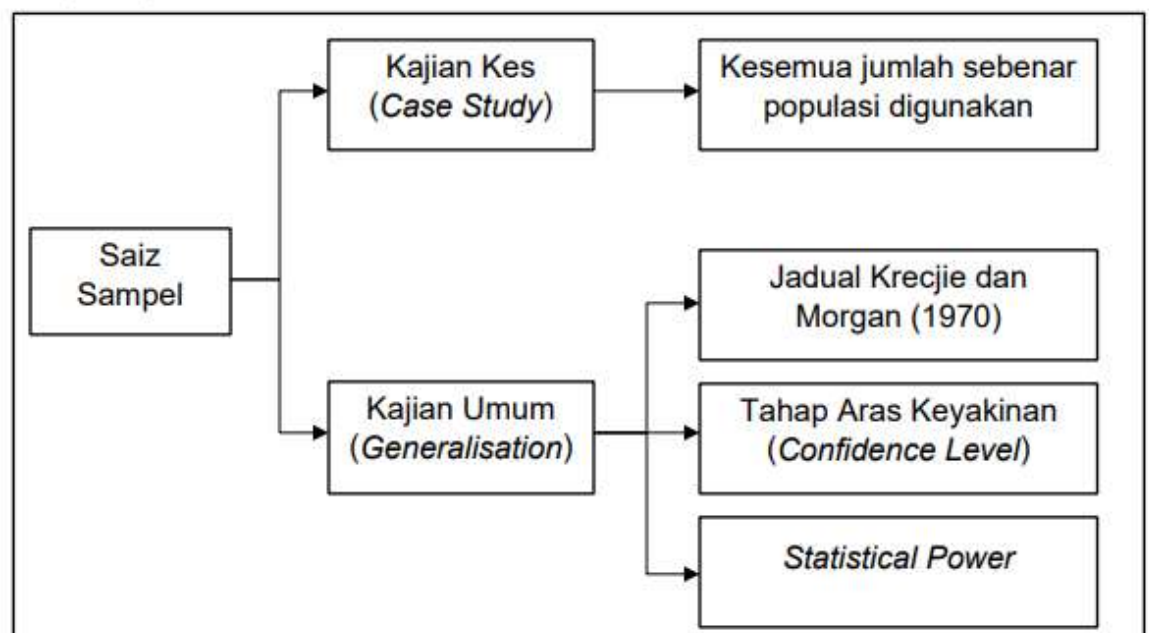 Saiz
Sampel
Kajian Kes
(Case Study)
Kesemua jumlah sebenar
populasi digunakan
Kajian Umum
(Generalisation)
Jadual Krecjie dan
Morgan (1970)
Tahap Aras Keyakinan
(Confidence Level)
Statistical Power